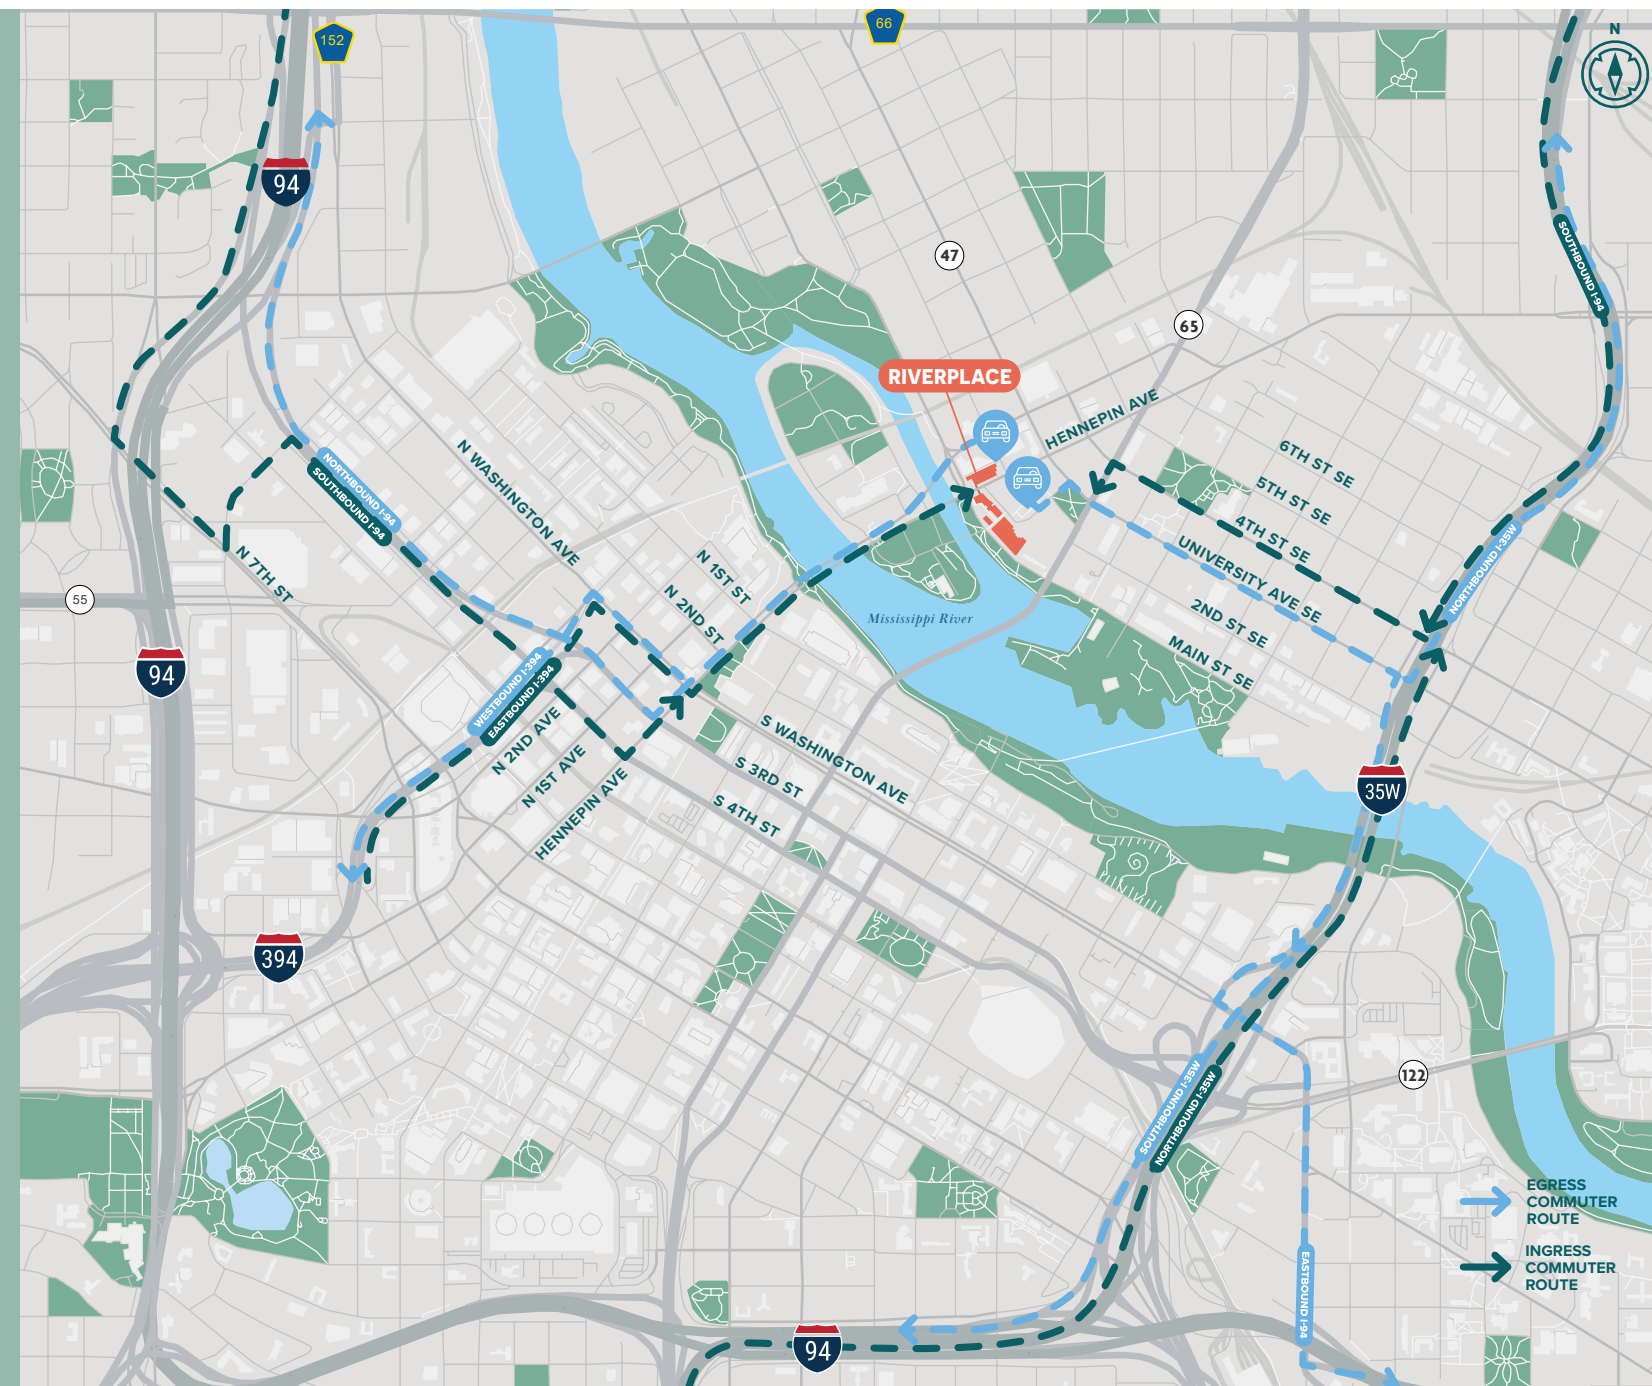 66
152
N
94
SOUTHBOUND I-94
47
65
RIVERPLACE
HENNEPIN AVE
6TH ST SE
5TH ST SE
4TH ST SE
UNIVERSITY AVE SE
2ND ST SE
MAIN ST SE
NORTHBOUND I-35W
NORTHBOUND I-94
SOUTHBOUND I-94
N WASHINGTON AVE
N 1ST ST
N 2ND ST
N 7TH ST
55
Mississippi River
94
WESTBOUND I-394
EASTBOUND I-394
N 2ND AVE
N 1ST AVE
HENNEPIN AVE
S WASHINGTON AVE
S 3RD ST
S 4TH ST
35W
394
122
SOUTHBOUND I-35W
NORTHBOUND I-35W
EASTBOUND I-94
94
EGRESS
COMMUTER
ROUTE
INGRESS
COMMUTER
ROUTE